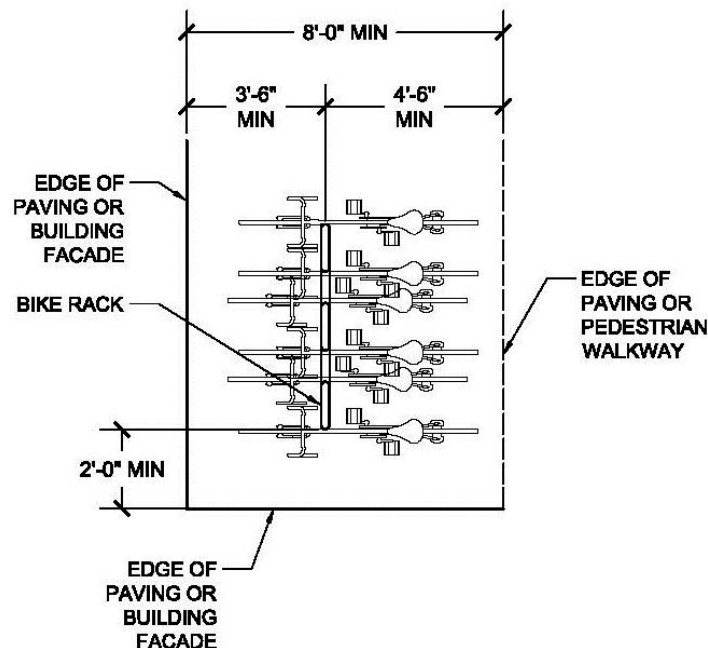 8'-0" MIN
3'-6"
MIN
4'-6"
MIN
EDGE OF
PAVING OR
BUILDING
FACADE
BIKE RACK
EDGE OF
PAVING OR
PEDESTRIAN
WALKWAY
2'-0" MIN
EDGE OF
PAVING OR
BUILDING
FACADE